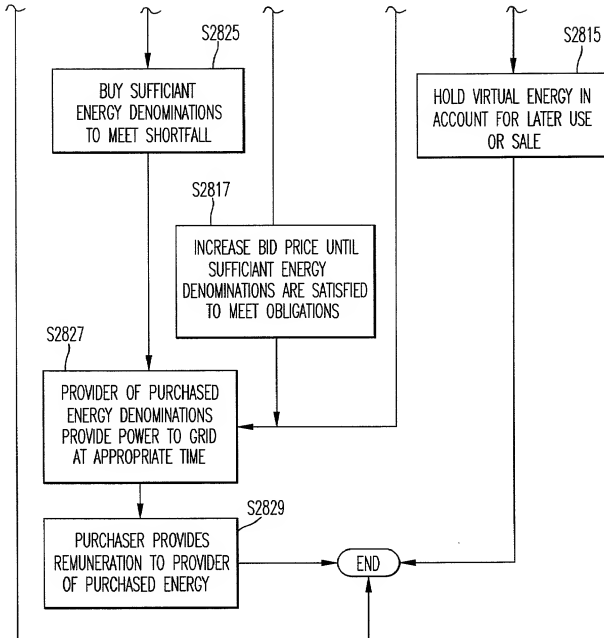 S2825
BUY SUFFICIANT
ENERGY DENOMINATIONS
TO MEET SHORTFALL
S2815
HOLD VIRTUAL ENERGY IN
ACCOUNT FOR LATER USE
OR SALE
S2817
INCREASE BID PRICE UNTIL
SUFFICIANT ENERGY
DENOMINATIONS ARE SATISFIED
TO MEET OBLIGATIONS
S2827
PROVIDER OF PURCHASED
ENERGY DENOMINATIONS
PROVIDE POWER TO GRID
AT APPROPRIATE TIME
S2829
PURCHASER PROVIDES
REMUNERATION TO PROVIDER
OF PURCHASED ENERGY
END